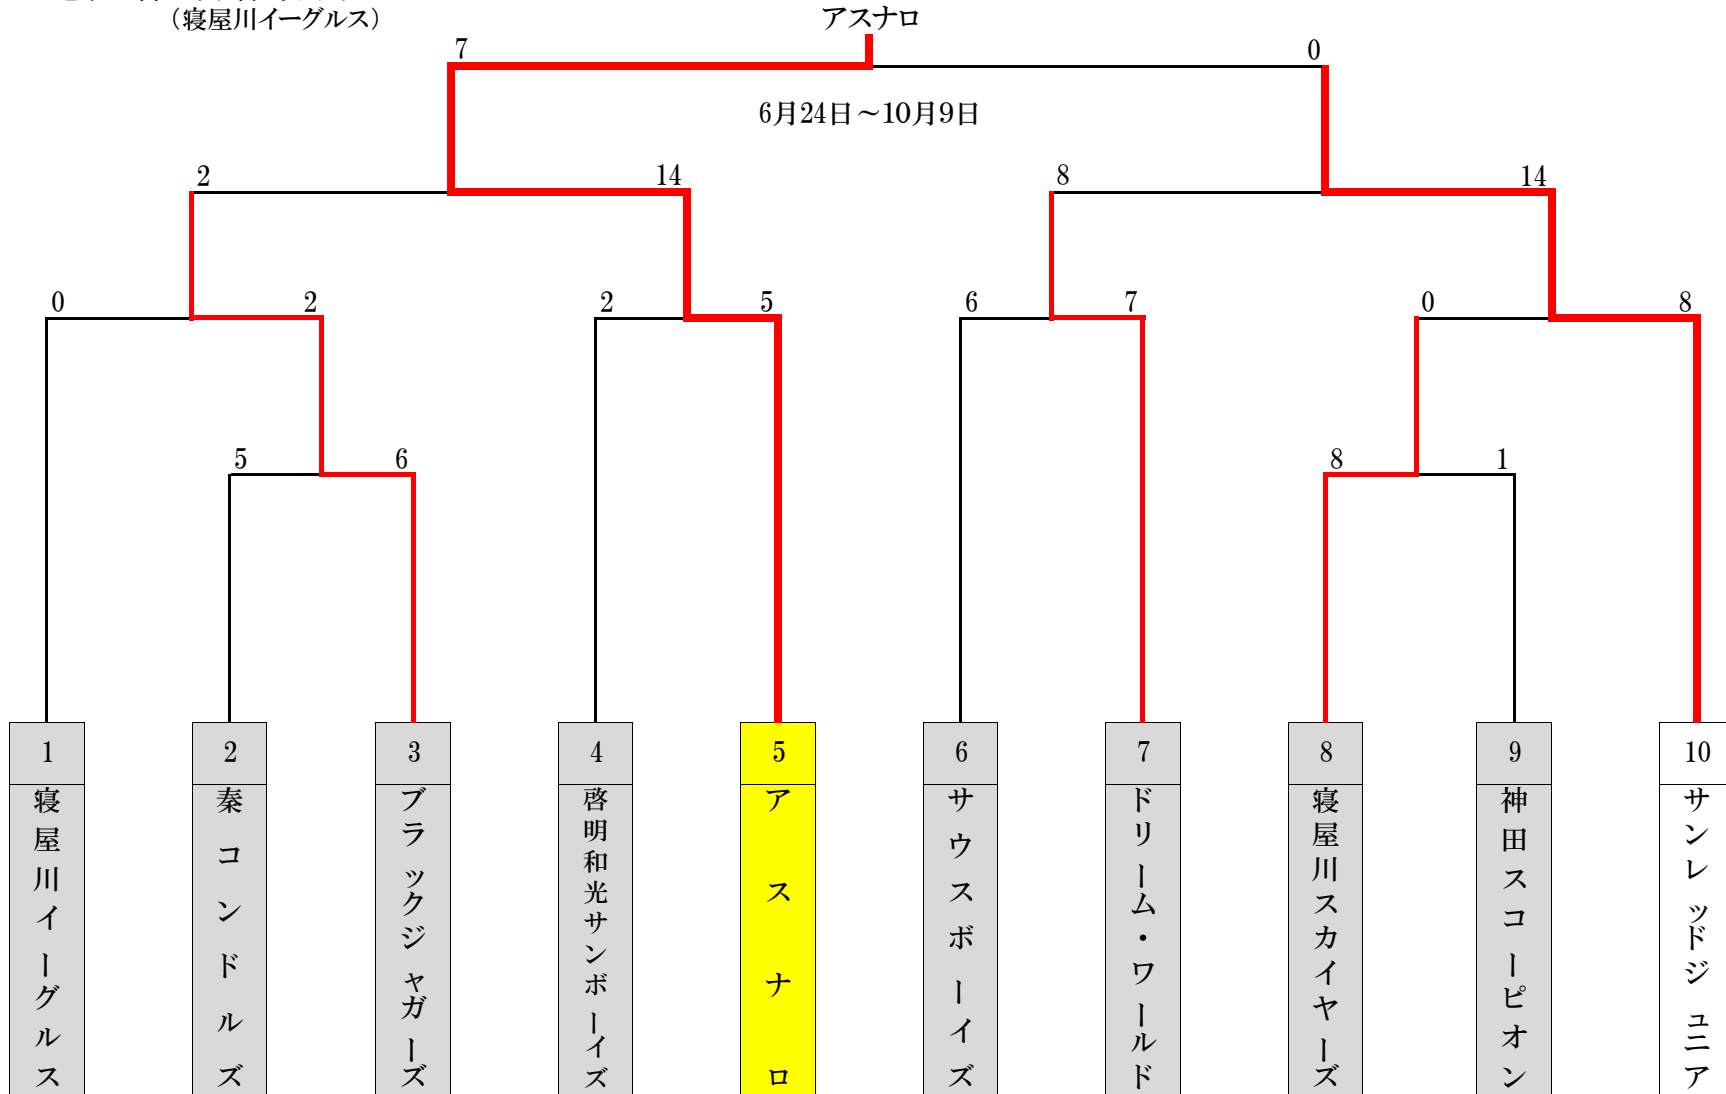 （寝屋川イーグルス）
アスナロ
7
0
6月24日～10月9日
2
14
8
14
0
2
2
5
6
7
0
8
5
6
8
1
1
2
3
4
5
6
7
8
9
10
寝屋川イーグルス
秦コンドルズ
ブラックジャガーズ
啓明和光サンボーイズ
アスナロ
サウスボーイズ
ドリーム・ワールド
寝屋川スカイヤーズ
神田スコーピオン
サンレッドジュニア